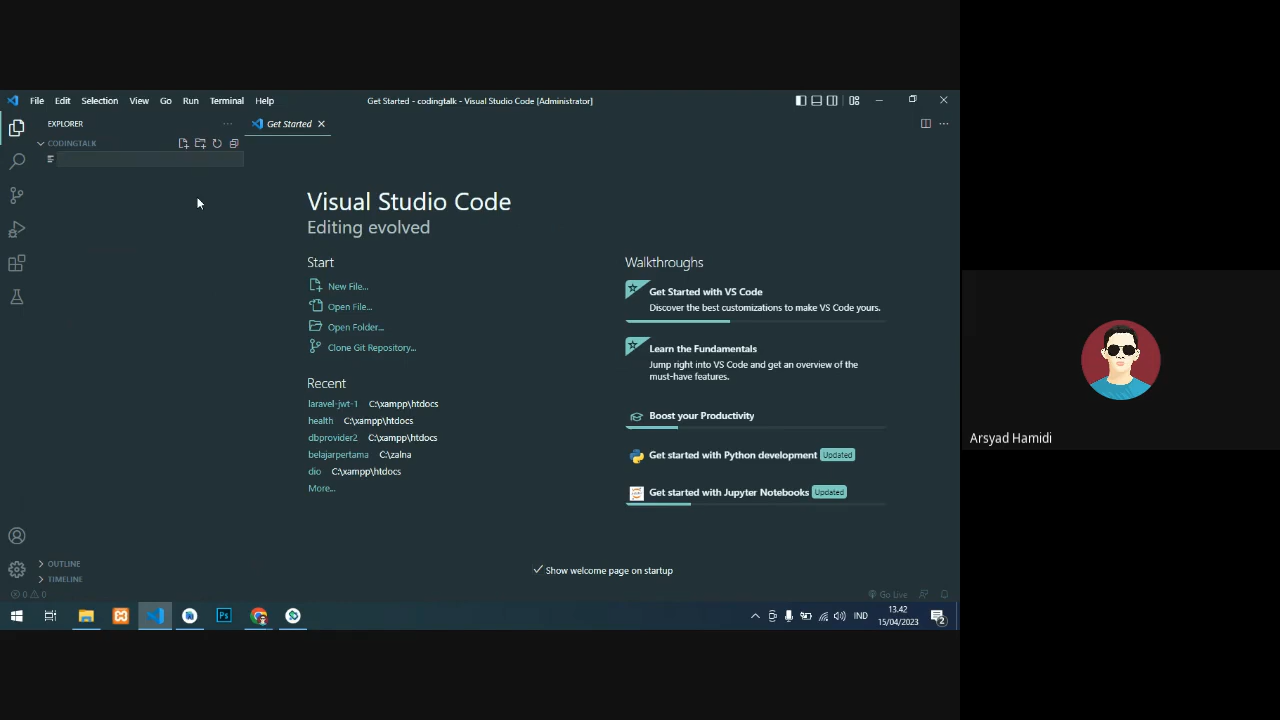 File Edit Selection View Go Run Terminal Help
Get Started - codingtalk - Visual Studio Code [Administrator]
EXPLORER
Get Started
CODINGTALK
Visual Studio Code
Editing evolved
Start
New File...
Open File...
Open Folder...
Clone Git Repository...
Recent
laravel-jwt-1 C:\xampp\htdocs
health C:\xampp\htdocs
dbprovider2 C:\xampp\htdocs
belajarpertama C:\zalna
dio C:\xampp\htdocs
More...
Walkthroughs
Get Started with VS Code
Discover the best customizations to make VS Code yours.
Learn the Fundamentals
Jump right into VS Code and get an overview of the
must-have features.
Boost your Productivity
Get started with Python development Updated
Get started with Jupyter Notebooks Updated
Show welcome page on startup
OUTLINE
TIMELINE
0 0
Go Live
Ps
IND
13.42
15/04/2023
2
Arsyad Hamidi